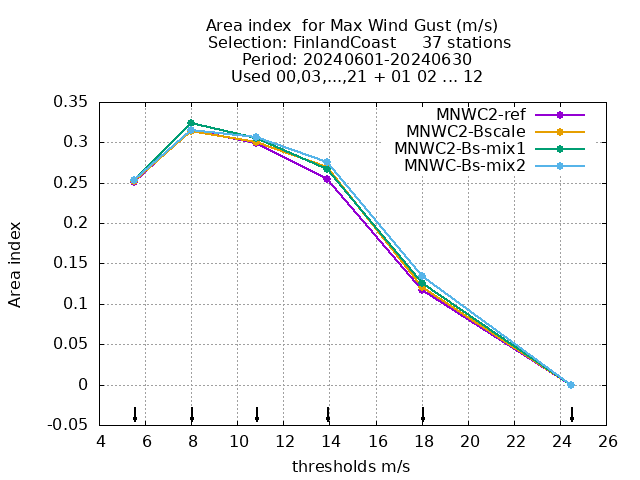 Area index  for Max Wind Gust (m/s)
Selection: FinlandCoast     37 stations
Period: 20240601-20240630
Used 00,03,...,21 + 01 02 ... 12
MNWC2-ref
MNWC2-Bscale
MNWC2-Bs-mix1
MNWC-Bs-mix2
Area index
0.35
0.3
0.25
0.2
0.15
0.1
0.05
0
-0.05
4 6 8 10 12 14 16 18 20 22 24 26
thresholds m/s